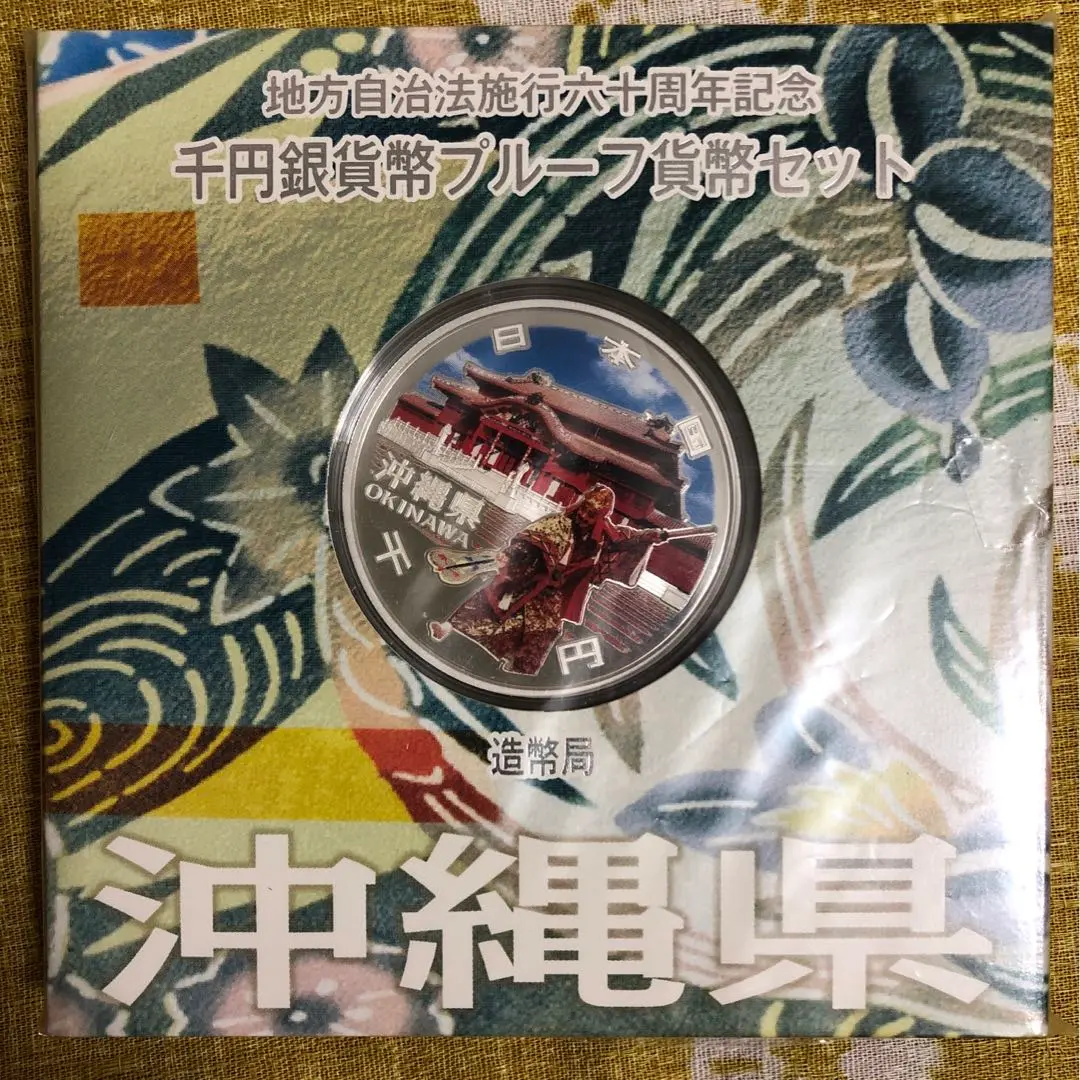 地方自治法施行六十周年記念
千円銀貨幣プルーフ貨幣セット
日本国
沖縄県
OKINAWA
千円
造幣局
沖縄県